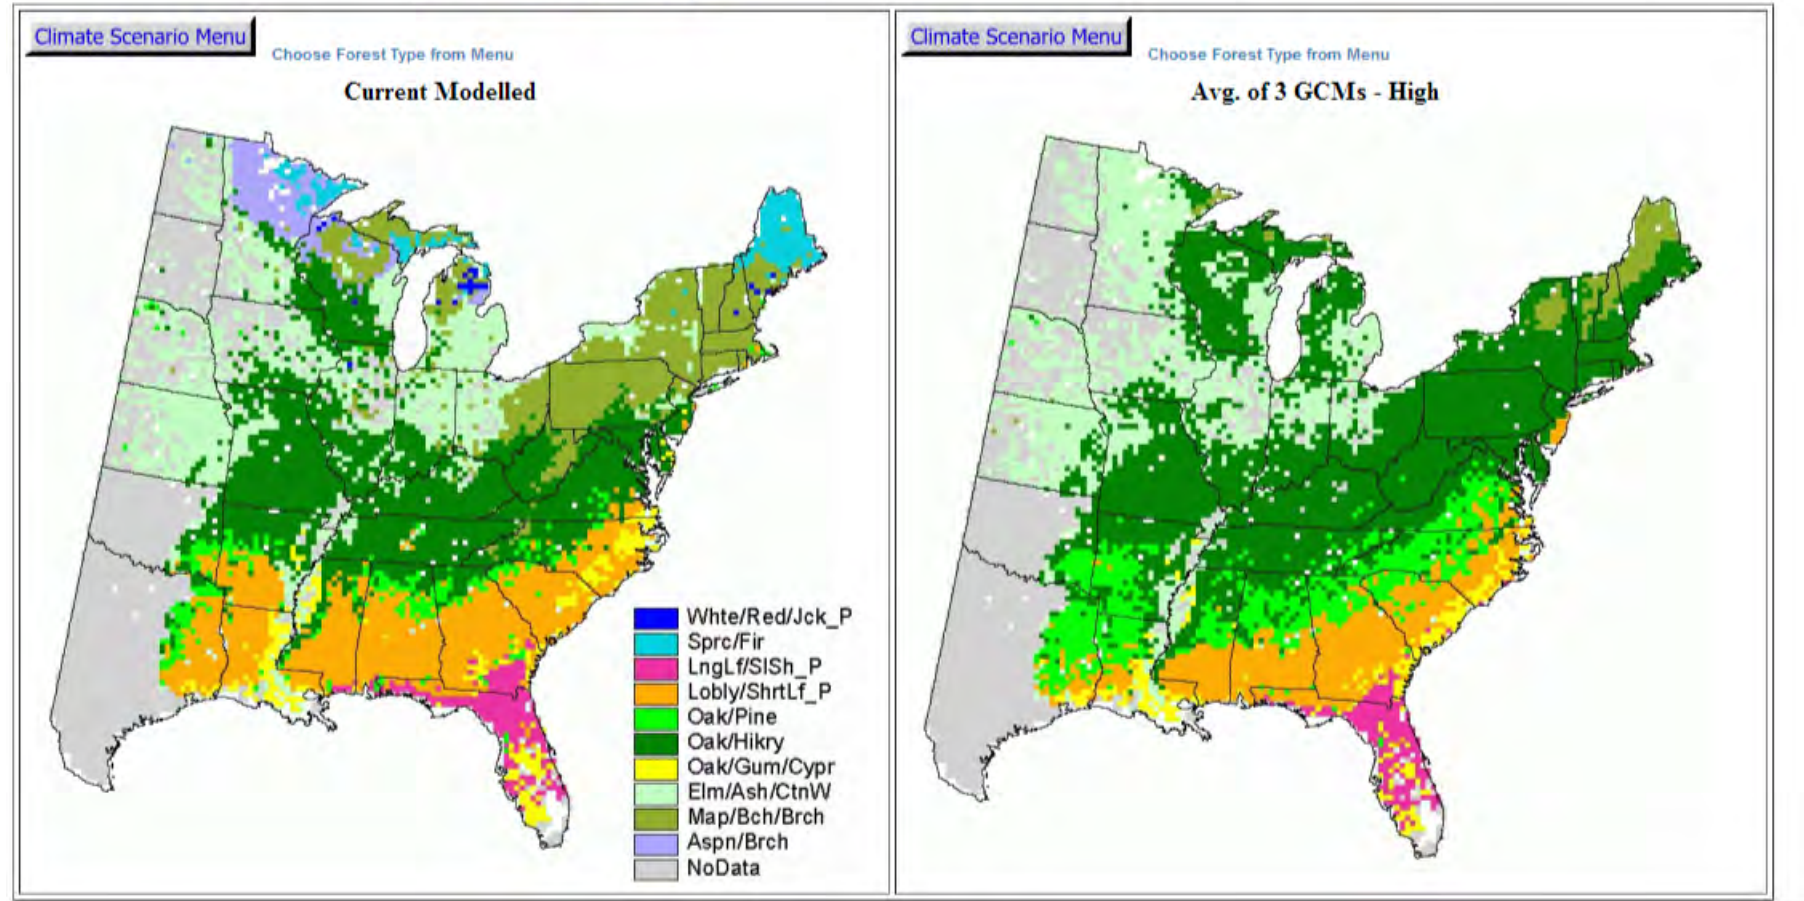 Climate Scenario Menu
Choose Forest Type from Menu
Current Modelled
Whte/Red/Jck_P
Sprc/Fir
LngLf/SlSh_P
Lobly/ShrtLf_P
Oak/Pine
Oak/Hikry
Oak/Gum/Cypr
Elm/Ash/CtnW
Map/Bch/Brch
Aspn/Brch
NoData
Climate Scenario Menu
Choose Forest Type from Menu
Avg. of 3 GCMs - High